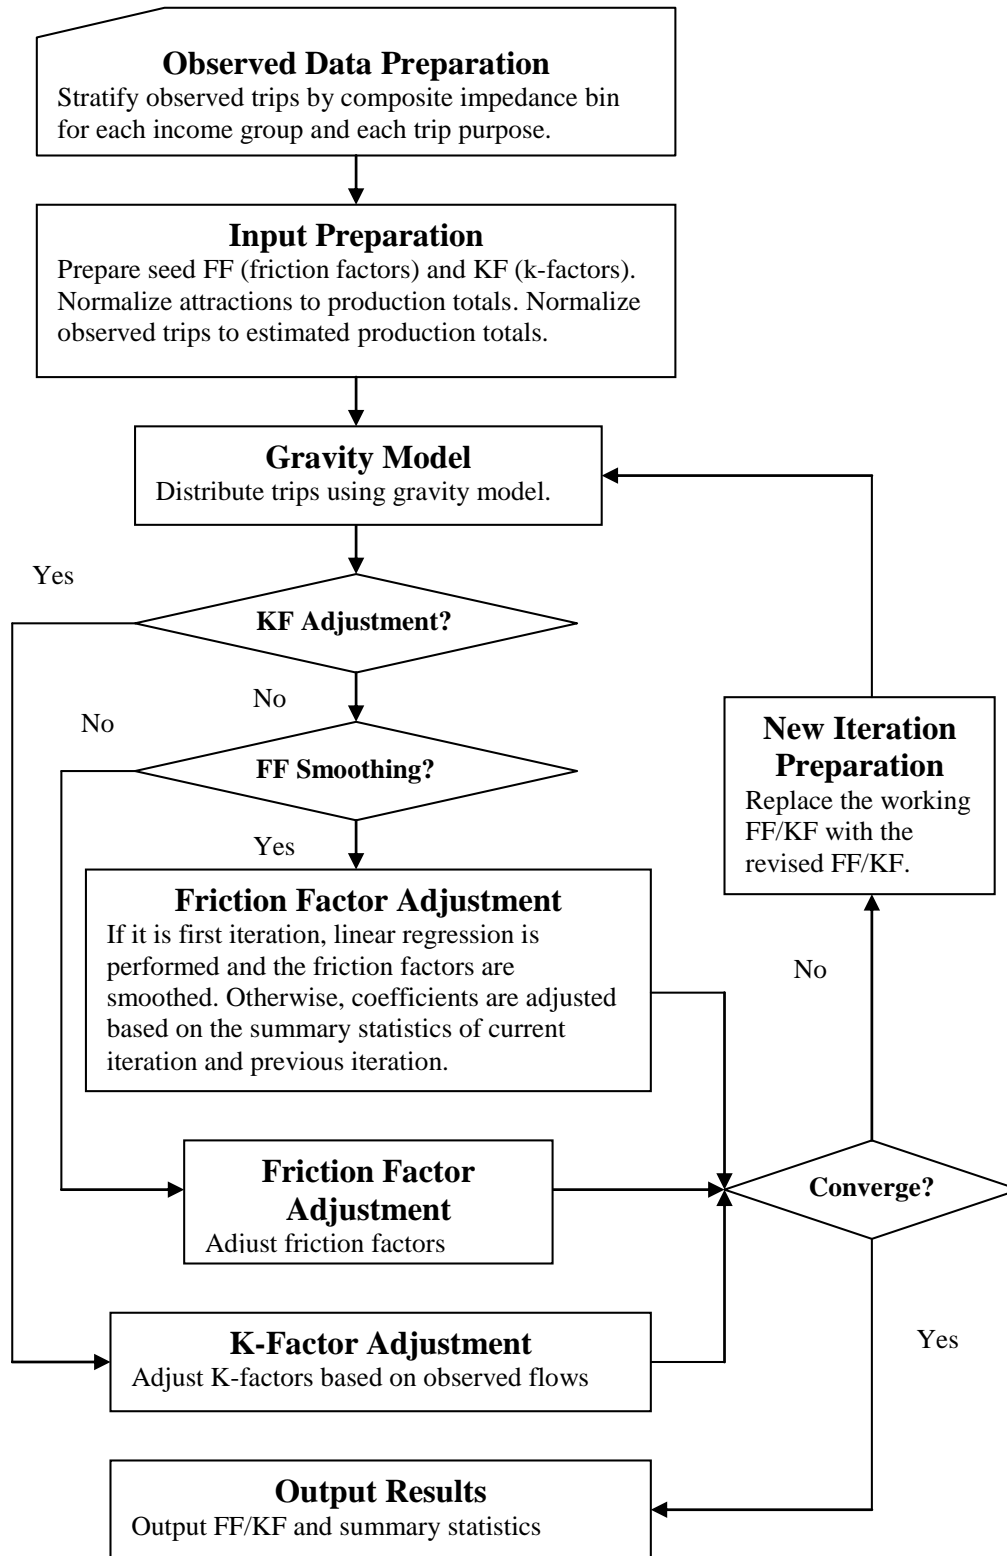 Observed Data Preparation
Stratify observed trips by composite impedance bin
for each income group and each trip purpose.
Input Preparation
Prepare seed FF (friction factors) and KF (k-factors).
Normalize attractions to production totals. Normalize
observed trips to estimated production totals.
Gravity Model
Distribute trips using gravity model.
Yes
KF Adjustment?
No
No
FF Smoothing?
Yes
New Iteration
Preparation
Replace the working
FF/KF with the
revised FF/KF.
Friction Factor Adjustment
If it is first iteration, linear regression is
performed and the friction factors are
smoothed. Otherwise, coefficients are adjusted
based on the summary statistics of current
iteration and previous iteration.
No
Friction Factor
Adjustment
Adjust friction factors
Converge?
K-Factor Adjustment
Adjust K-factors based on observed flows
Yes
Output Results
Output FF/KF and summary statistics